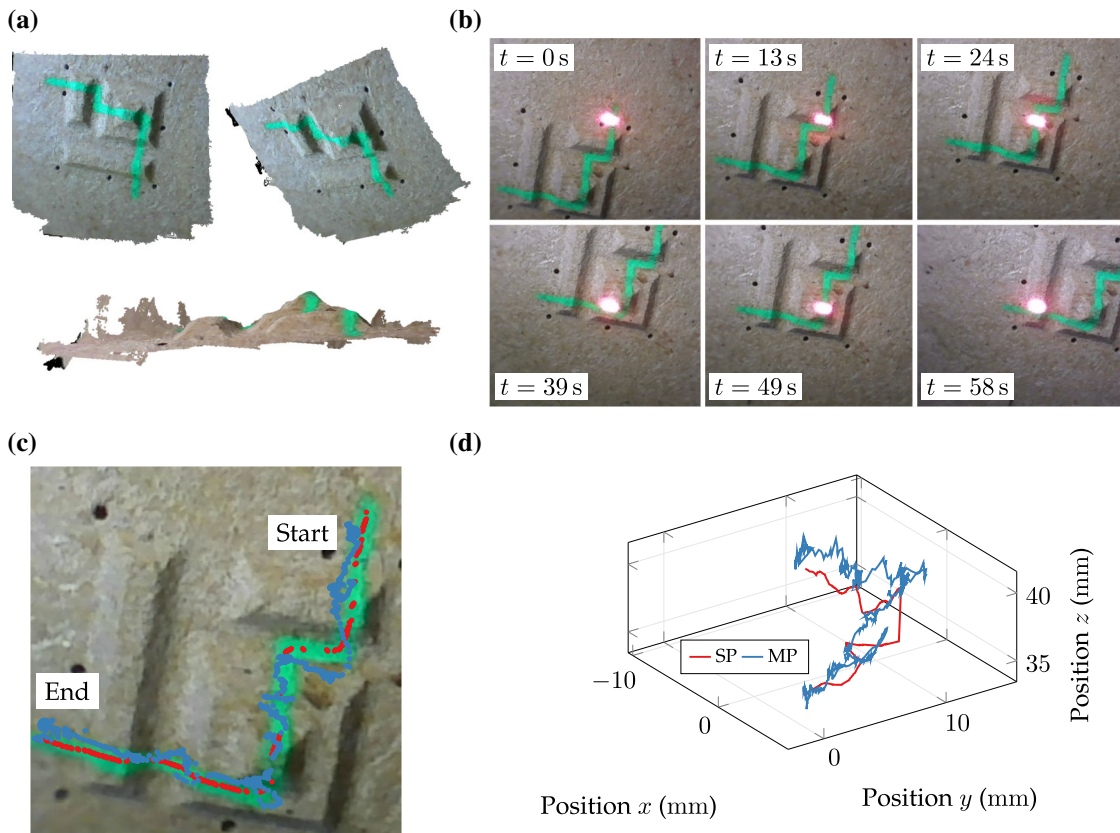 (a)
(b)
t = 0 s
t = 13 s
t = 24 s
t = 39 s
t = 49 s
t = 58 s
(c)
Start
End
(d)
SP MP
−10
0
0
10
35
40
Position x (mm)
Position y (mm)
Position z (mm)